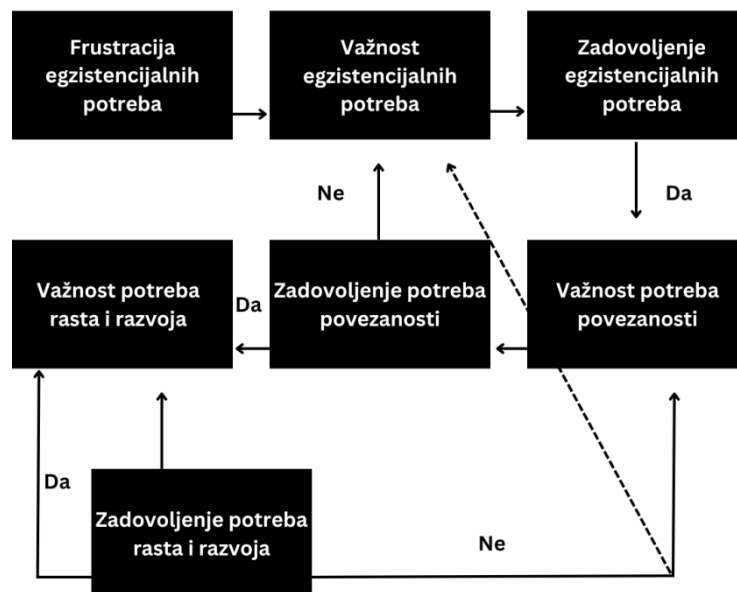 Frustracija
egzistencijalnih
potreba
Važnost
egzistencijalnih
potreba
Zadovoljenje
egzistencijalnih
potreba
Ne
Da
Važnost potreba
rasta i razvoja
Da
Zadovoljenje potreba
povezanosti
Važnost potreba
povezanosti
Da
Zadovoljenje potreba
rasta i razvoja
Ne